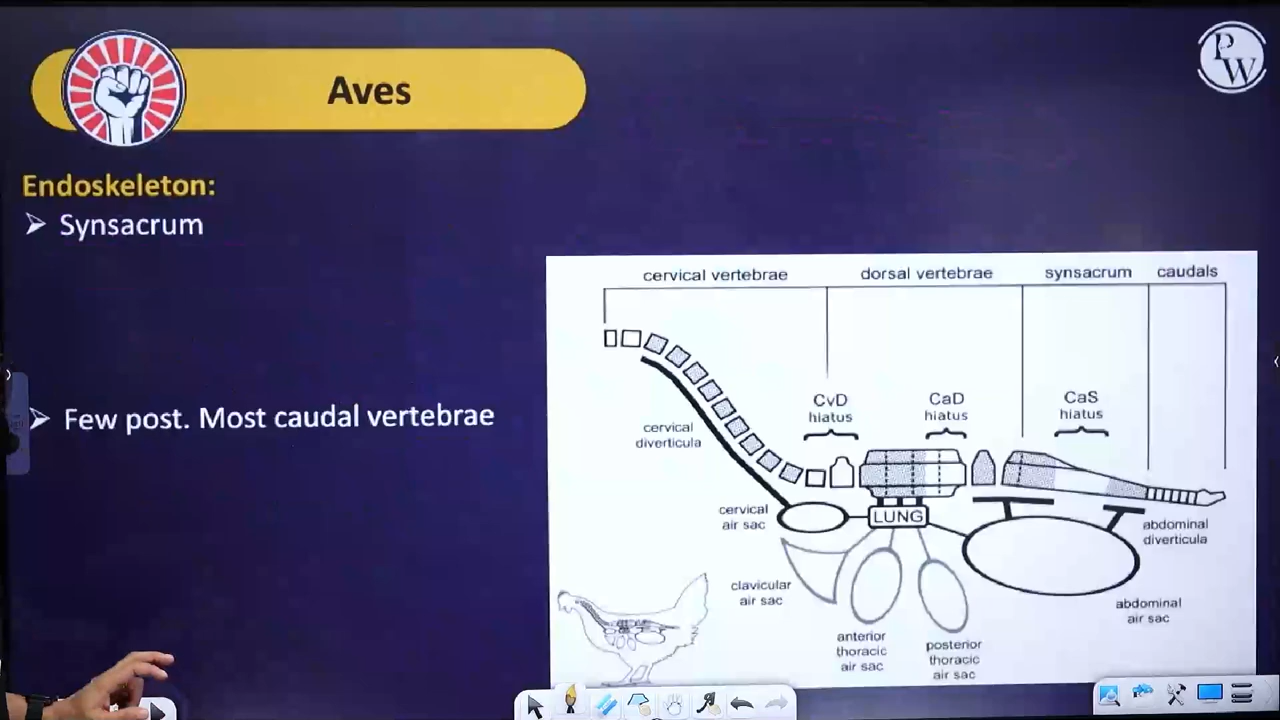 Aves
PW
Endoskeleton:
➢ Synsacrum
➢ Few post. Most caudal vertebrae
cervical vertebrae
dorsal vertebrae
synsacrum
caudals
CvD
hiatus
CaD
hiatus
CaS
hiatus
cervical
diverticula
cervical
air sac
LUNG
abdominal
diverticula
clavicular
air sac
abdominal
air sac
anterior
thoracic
air sac
posterior
thoracic
air sac